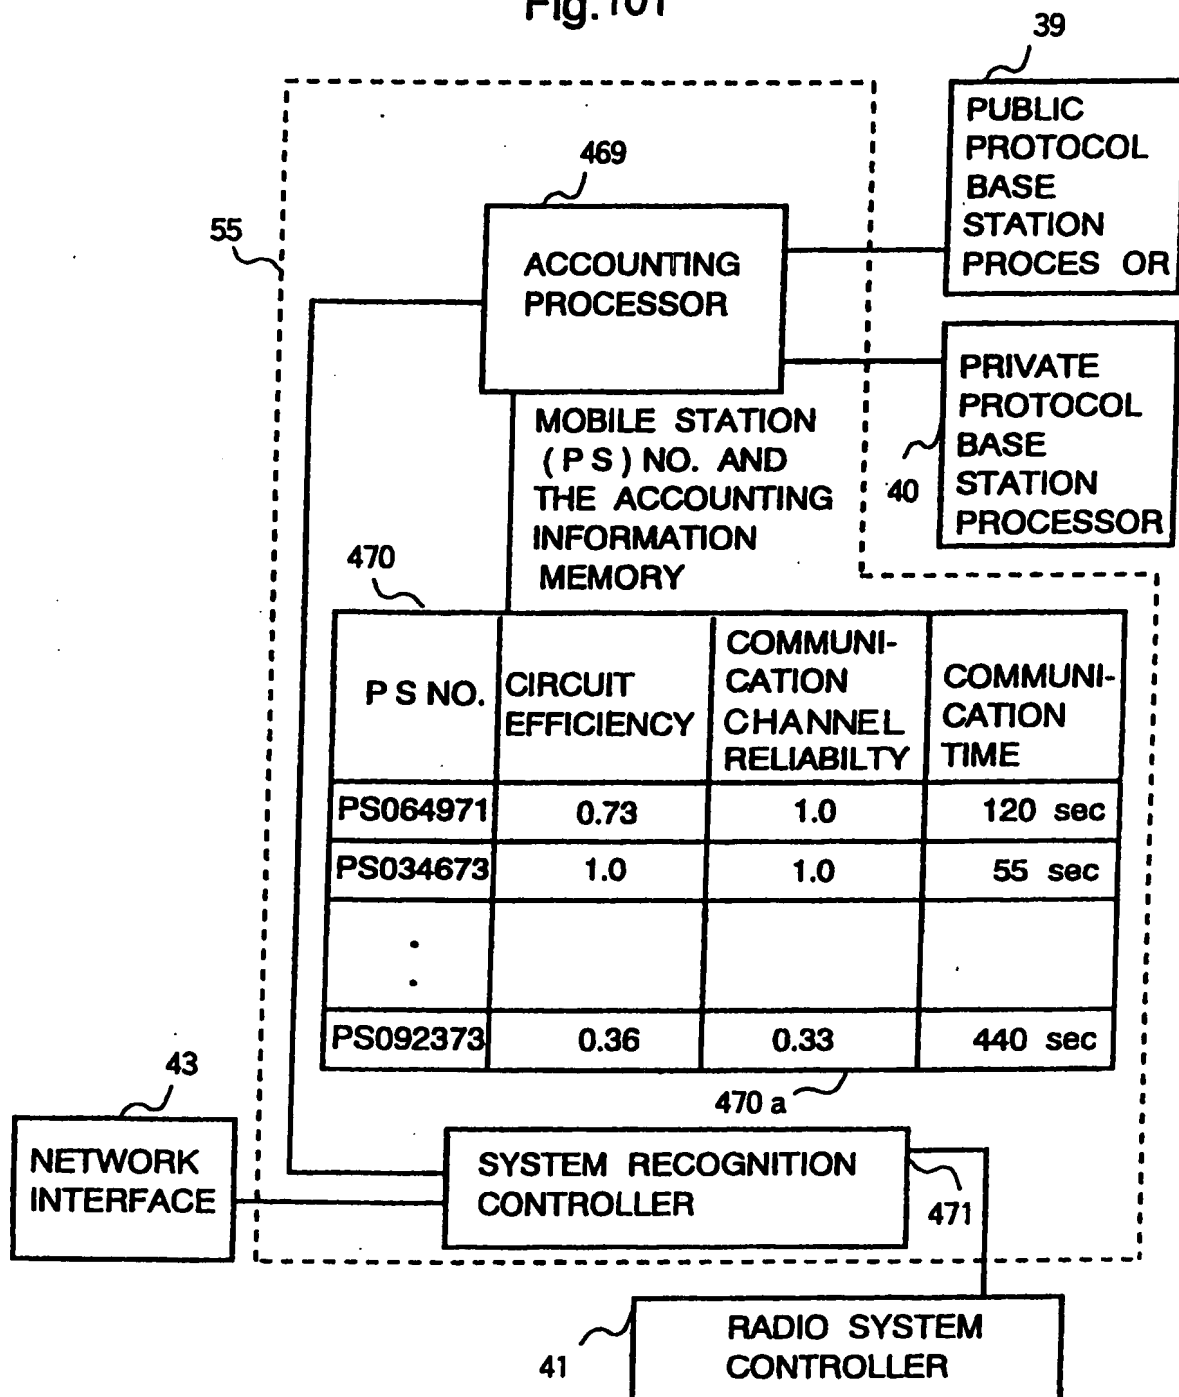 Fig.101
39
PUBLIC
PROTOCOL
BASE
STATION
PROCES OR
469
55
ACCOUNTING
PROCESSOR
PRIVATE
PROTOCOL
BASE
STATION
PROCESSOR
40
MOBILE STATION
(PS) NO. AND
THE ACCOUNTING
INFORMATION
MEMORY
470
PS NO.
CIRCUIT
EFFICIENCY
COMMUNI-
CATION
CHANNEL
RELIABILTY
COMMUNI-
CATION
TIME
PS064971 0.73 1.0 120 sec
PS034673 1.0 1.0 55 sec
PS092373 0.36 0.33 440 sec
470 a
43
NETWORK
INTERFACE
SYSTEM RECOGNITION
CONTROLLER
471
41
RADIO SYSTEM
CONTROLLER